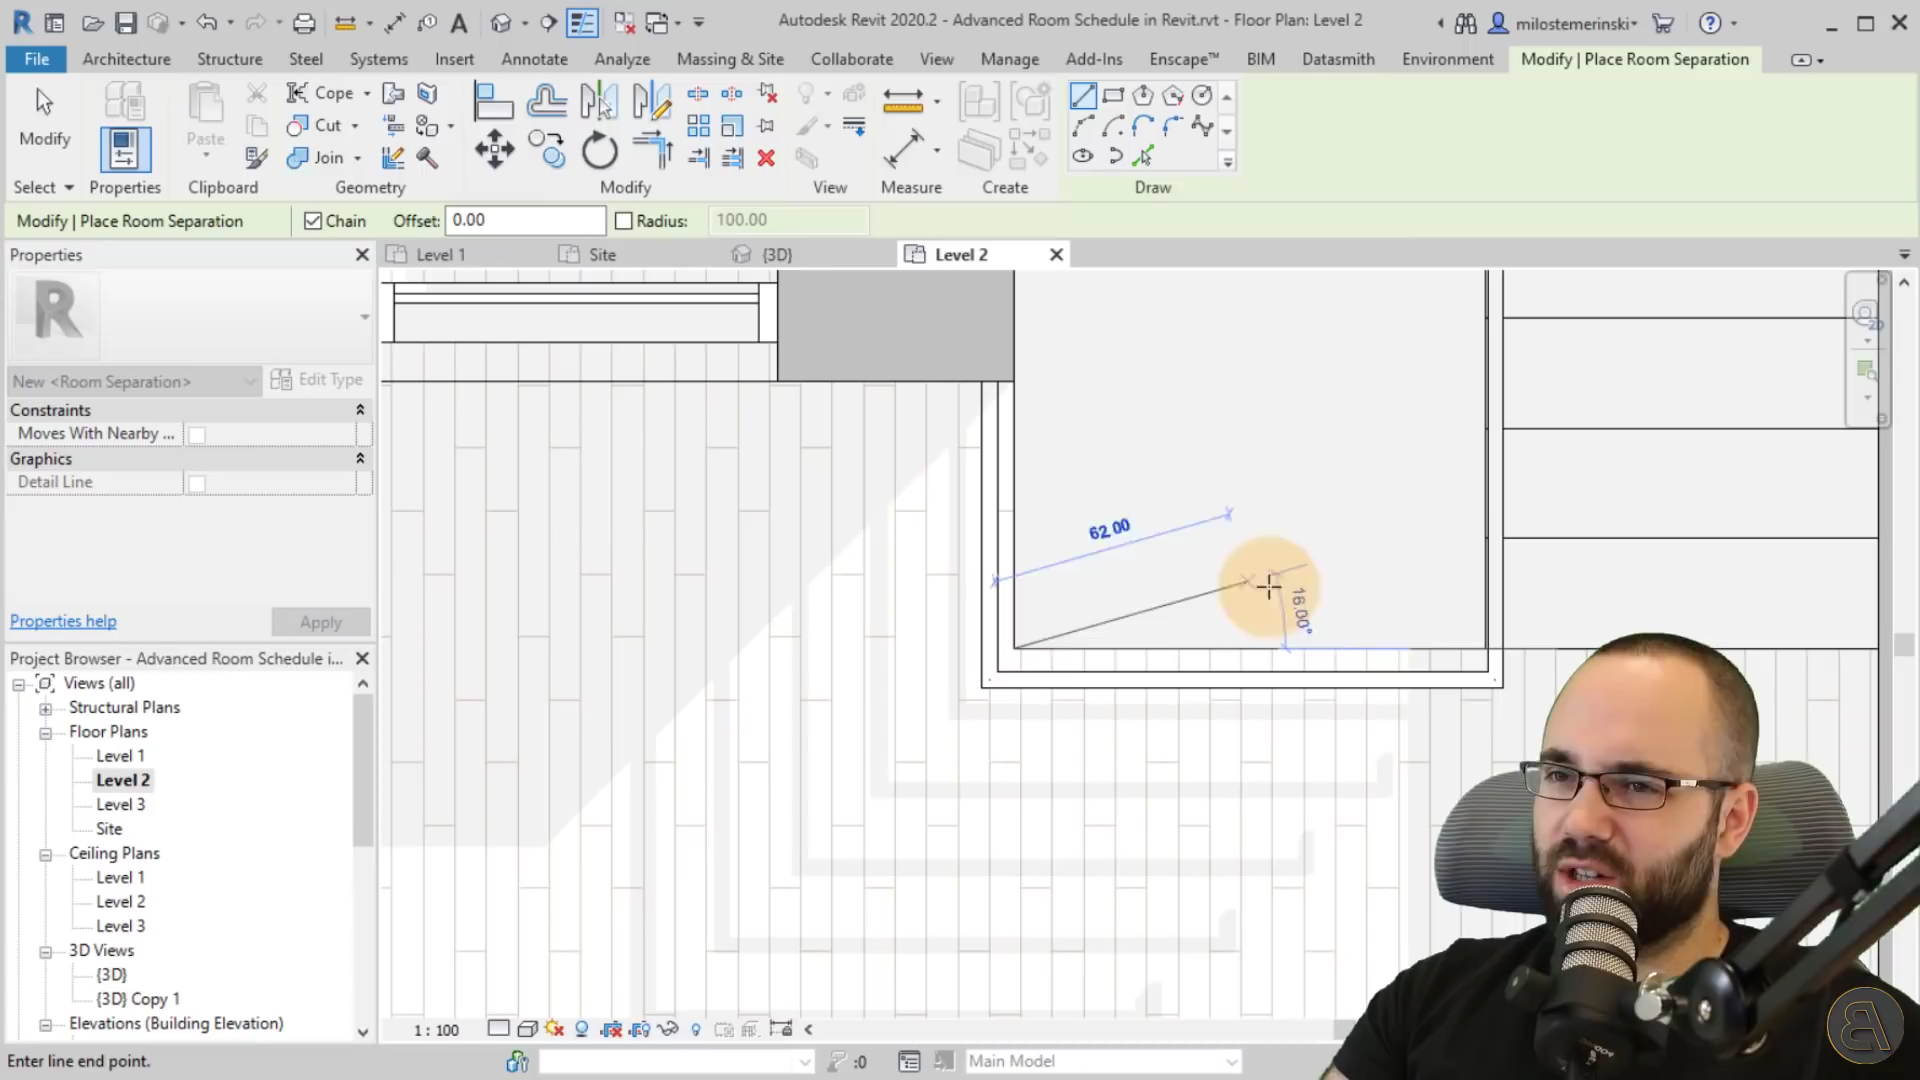 Autodesk Revit 2020.2 - Advanced Room Schedule in Revit.rvt - Floor Plan: Level 2
milostemerinski
File Architecture Structure Steel Systems Insert Annotate Analyze Massing & Site Collaborate View Manage Add-Ins Enscape™ BIM Datasmith Environment Modify | Place Room Separation
Cope
Cut
Join
Modify
Paste
Select Properties Clipboard Geometry Modify View Measure Create Draw
Modify | Place Room Separation Chain Offset: 0.00 Radius: 100.00
Properties
Level 1 Site {3D} Level 2
New <Room Separation> Edit Type
Constraints
Moves With Nearby ...
Graphics
Detail Line
Properties help Apply
Project Browser - Advanced Room Schedule i...
Views (all)
Structural Plans
Floor Plans
Level 1
Level 2
Level 3
Site
Ceiling Plans
Level 1
Level 2
Level 3
3D Views
{3D}
{3D} Copy 1
Elevations (Building Elevation)
62.00
16.00°
2D
1 : 100
Enter line end point.
:0
Main Model